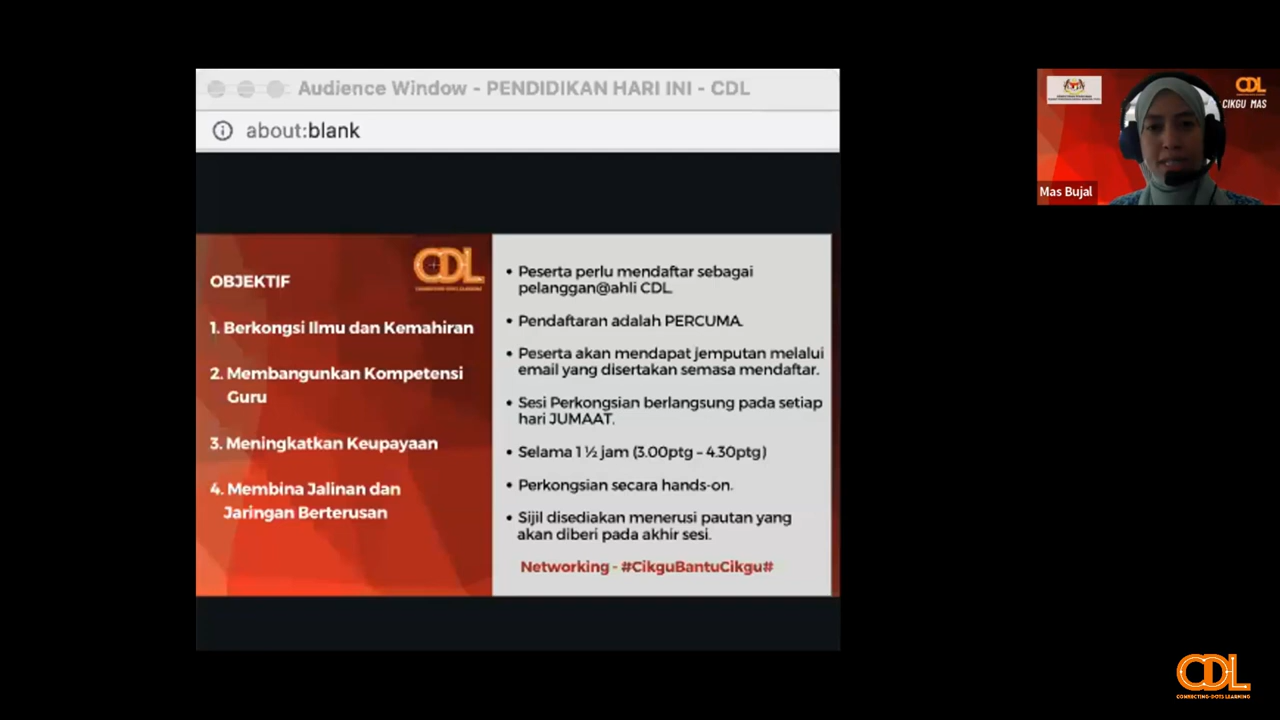 Audience Window - PENDIDIKAN HARI INI - CDL
about:blank
OBJEKTIF
CDL
1. Berkongsi Ilmu dan Kemahiran
2. Membangunkan Kompetensi
Guru
3. Meningkatkan Keupayaan
4. Membina Jalinan dan
Jaringan Berterusan
• Peserta perlu mendaftar sebagai
pelanggan@ahli CDL.
• Pendaftaran adalah PERCUMA.
• Peserta akan mendapat jemputan melalui
email yang disertakan semasa mendaftar.
• Sesi Perkongsian berlangsung pada setiap
hari JUMAAT.
• Selama 1 ½ jam (3.00ptg – 4.30ptg)
• Perkongsian secara hands-on.
• Sijil disediakan menerusi pautan yang
akan diberi pada akhir sesi.
Networking - #CikguBantuCikgu#
CDL
CIKGU MAS
Mas Bujal
CDL
CONNECTING-DOTS LEARNING